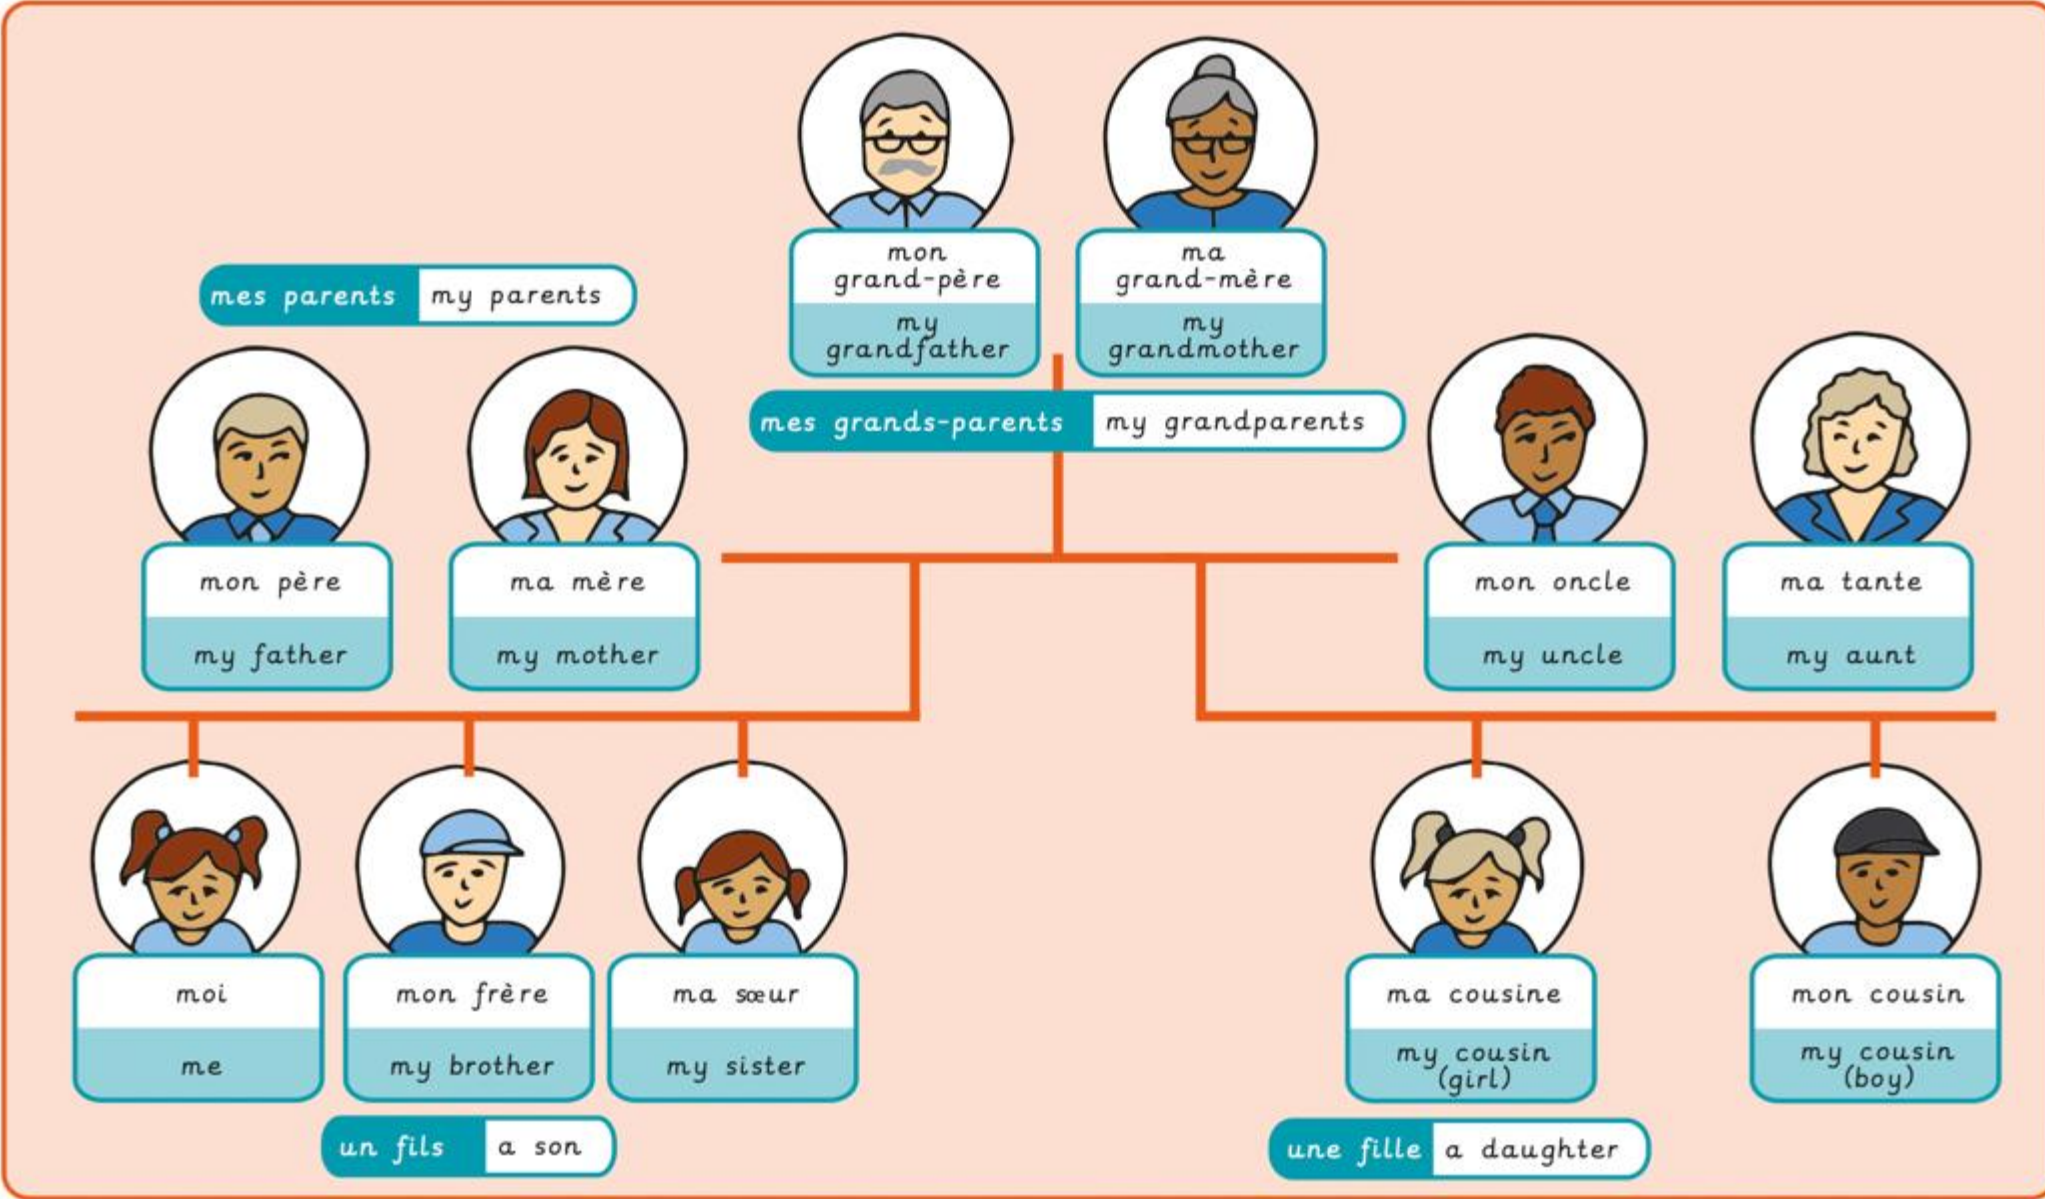 mon
grand-père
my
grandfather
ma
grand-mère
my
grandmother
mes parents my parents
mes grands-parents my grandparents
mon père
my father
ma mère
my mother
mon oncle
my uncle
ma tante
my aunt
moi
me
mon frère
my brother
ma sœur
my sister
ma cousine
my cousin
(girl)
mon cousin
my cousin
(boy)
un fils a son
une fille a daughter